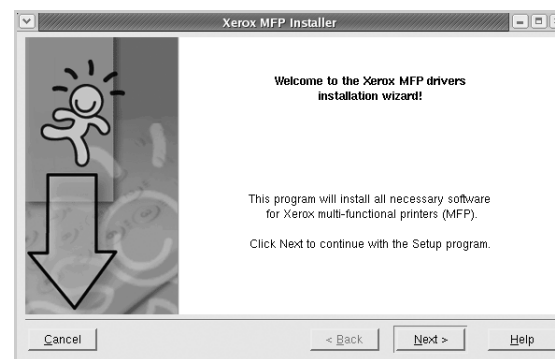 Xerox MFP Installer
Welcome to the Xerox MFP drivers
installation wizard!
This program will install all necessary software
for Xerox multi-functional printers (MFP).
Click Next to continue with the Setup program.
Cancel
< Back
Next >
Help